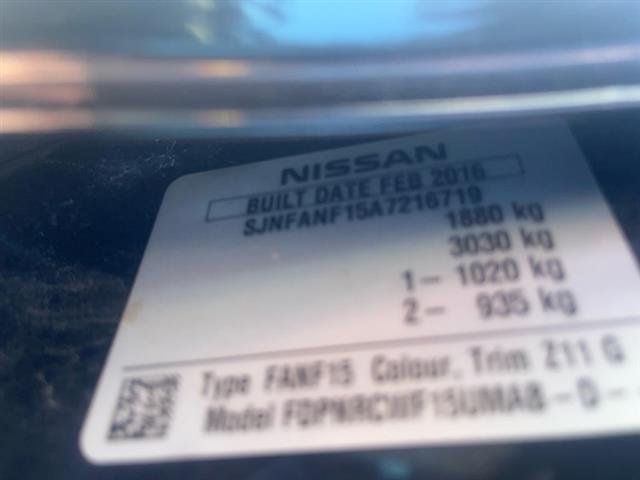 NISSAN
BUILT DATE FEB 2016
SJNFANF15A7216719
1880 kg
3030 kg
1- 1020 kg
2- 935 kg
Type FANF15 Colour, Trim Z11 G
Model